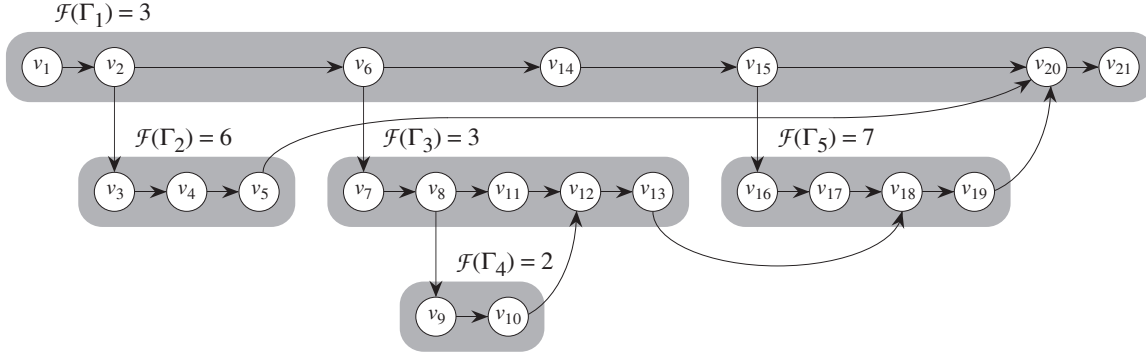 ℱ(Γ₁) = 3
v₁ v₂ v₆ v₁₄ v₁₅ v₂₀ v₂₁
ℱ(Γ₂) = 6 ℱ(Γ₃) = 3 ℱ(Γ₅) = 7
v₃ v₄ v₅ v₇ v₈ v₁₁ v₁₂ v₁₃ v₁₆ v₁₇ v₁₈ v₁₉
ℱ(Γ₄) = 2
v₉ v₁₀